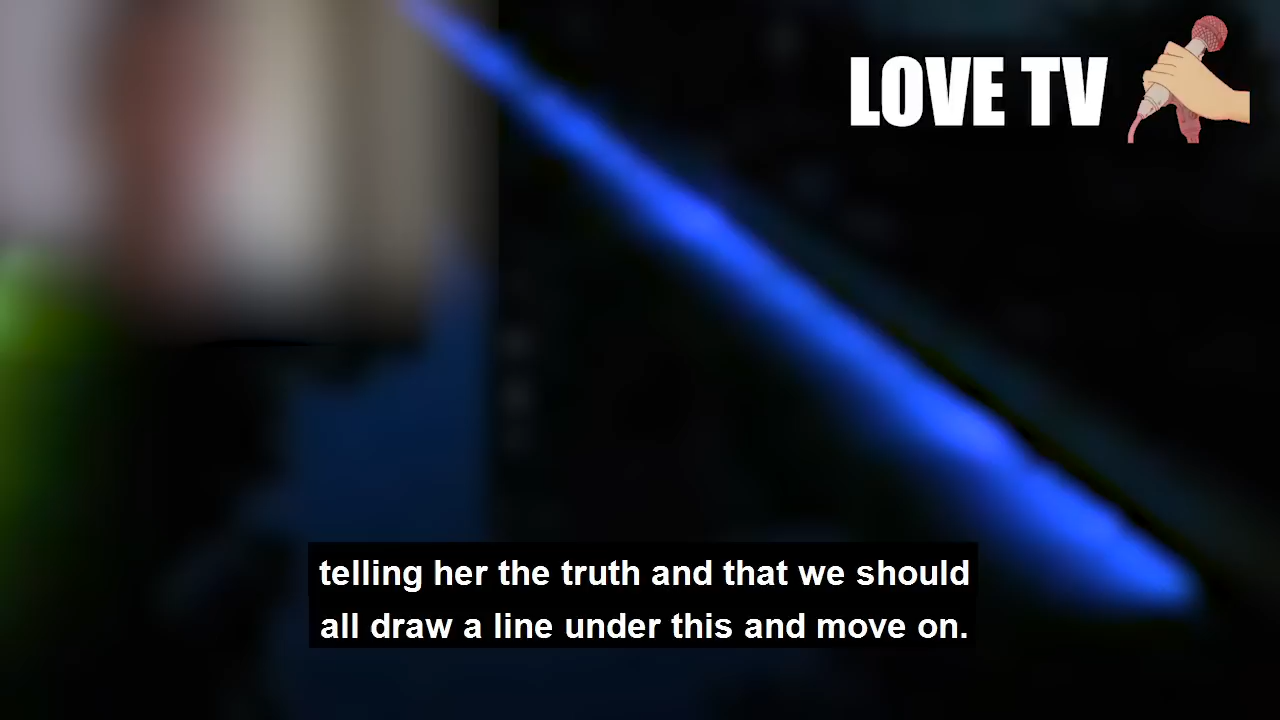 LOVE TV
telling her the truth and that we should
all draw a line under this and move on.